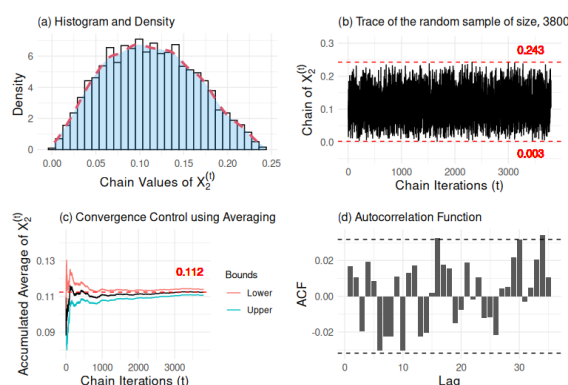 (a) Histogram and Density
Density
6
4
2
0
0.00 0.05 0.10 0.15 0.20 0.25
Chain Values of X₂⁽ᵗ⁾
(b) Trace of the random sample of size, 3800
Chain of X₂⁽ᵗ⁾
0.3
0.2
0.1
0.0
0.243
0.003
0 1000 2000 3000
Chain Iterations (t)
(c) Convergence Control using Averaging
Accumulated Average of X₂⁽ᵗ⁾
0.13
0.11
0.09
0.112
Bounds
Lower
Upper
0 1000 2000 3000
Chain Iterations (t)
(d) Autocorrelation Function
ACF
0.02
0.00
-0.02
0 10 20 30
Lag